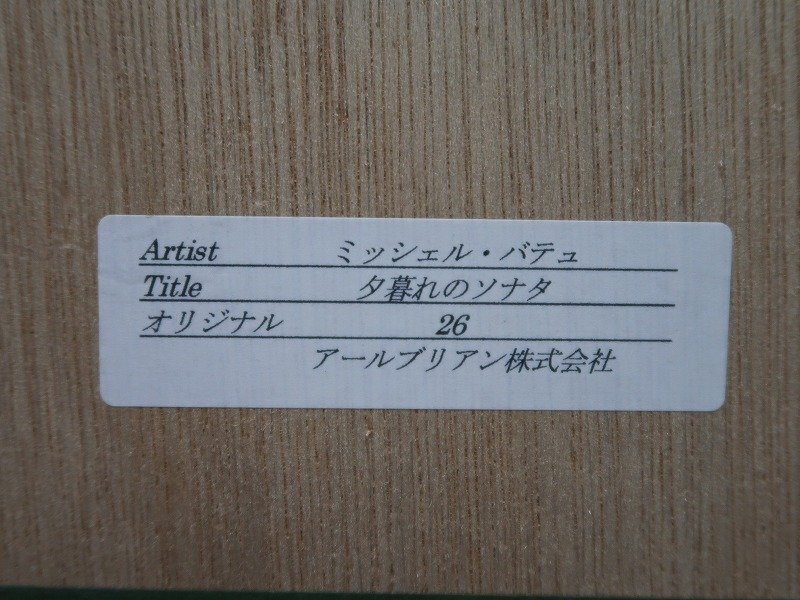 Artist ミッシェル・バテュ
Title 夕暮れのソナタ
オリジナル 26
アールブリアン株式会社